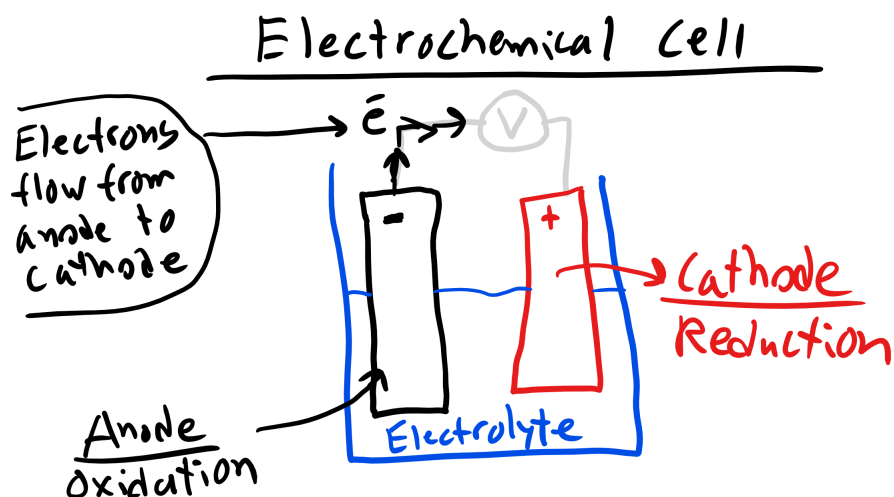 Electrochemical Cell
Electrons
flow from
anode to
cathode
ē
V
-
+
Cathode
Reduction
Anode
Oxidation
Electrolyte